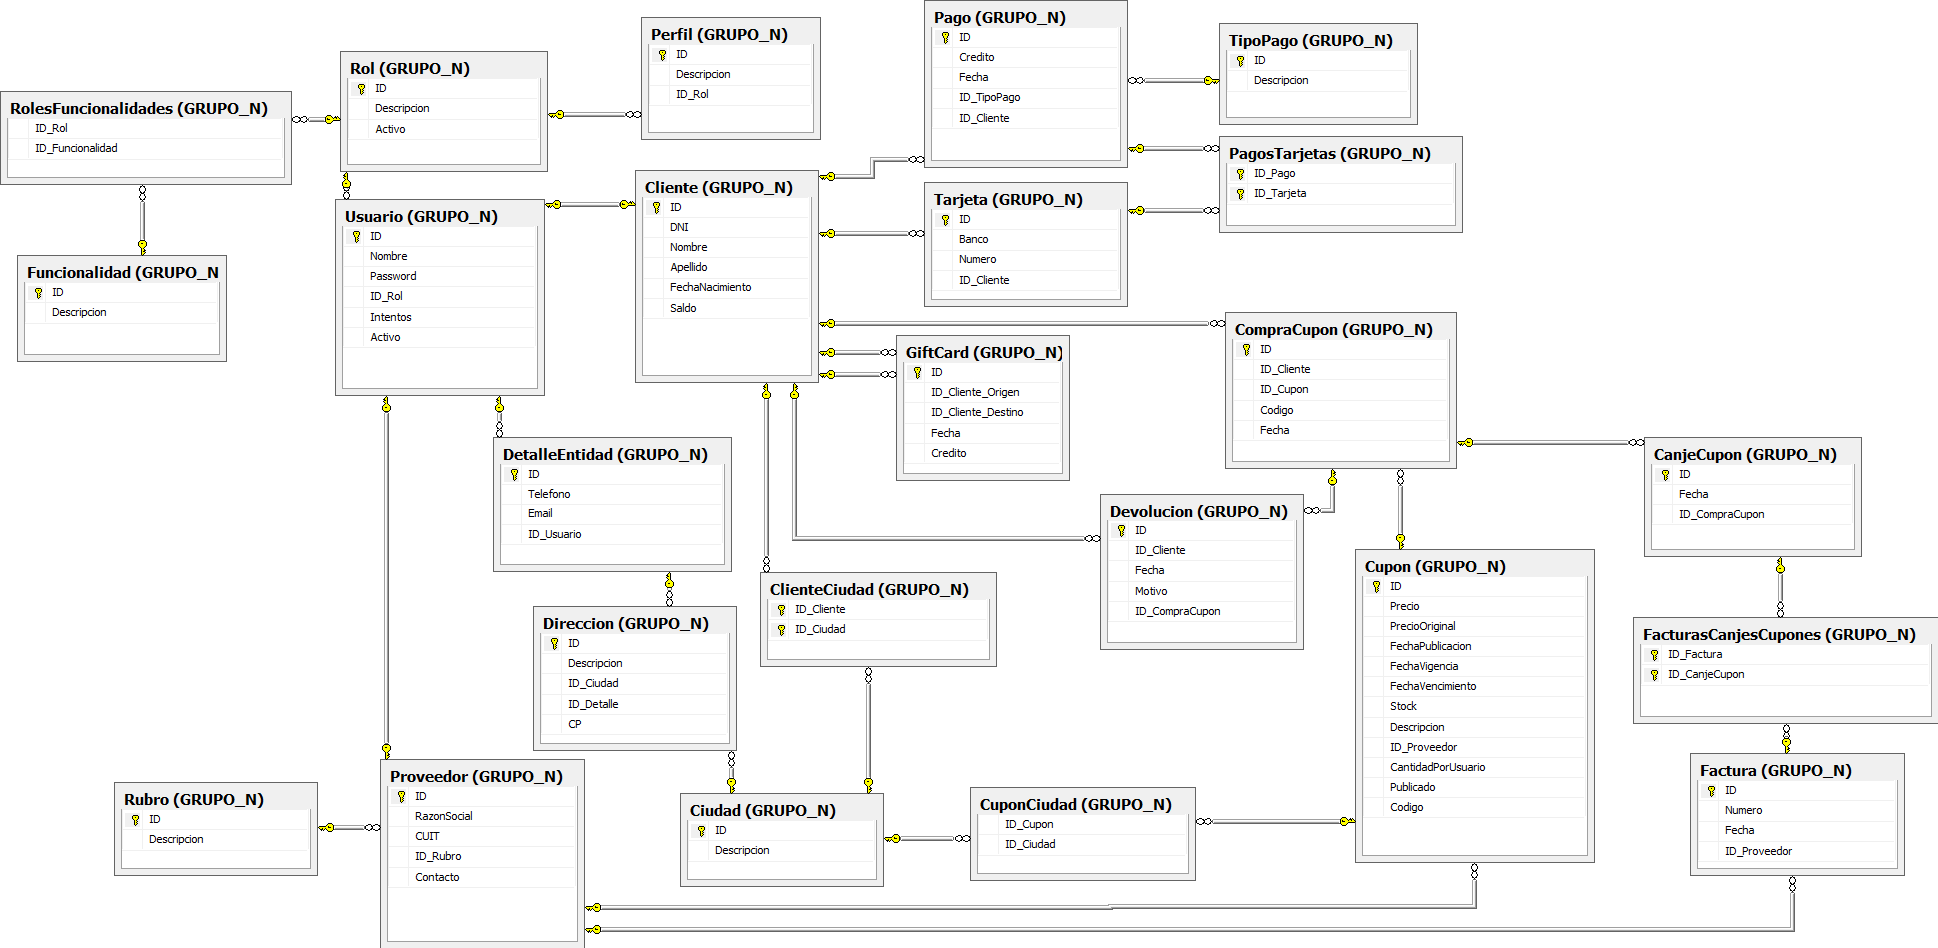 Pago (GRUPO_N)
ID
Credito
Fecha
ID_TipoPago
ID_Cliente
Perfil (GRUPO_N)
ID
Descripcion
ID_Rol
TipoPago (GRUPO_N)
ID
Descripcion
Rol (GRUPO_N)
ID
Descripcion
Activo
RolesFuncionalidades (GRUPO_N)
ID_Rol
ID_Funcionalidad
PagosTarjetas (GRUPO_N)
ID_Pago
ID_Tarjeta
Cliente (GRUPO_N)
ID
DNI
Nombre
Apellido
FechaNacimiento
Saldo
Tarjeta (GRUPO_N)
ID
Banco
Numero
ID_Cliente
Usuario (GRUPO_N)
ID
Nombre
Password
ID_Rol
Intentos
Activo
Funcionalidad (GRUPO_N
ID
Descripcion
CompraCupon (GRUPO_N)
ID
ID_Cliente
ID_Cupon
Codigo
Fecha
GiftCard (GRUPO_N)
ID
ID_Cliente_Origen
ID_Cliente_Destino
Fecha
Credito
DetalleEntidad (GRUPO_N)
ID
Telefono
Email
ID_Usuario
CanjeCupon (GRUPO_N)
ID
Fecha
ID_CompraCupon
Devolucion (GRUPO_N)
ID
ID_Cliente
Fecha
Motivo
ID_CompraCupon
Cupon (GRUPO_N)
ID
Precio
PrecioOriginal
FechaPublicacion
FechaVigencia
FechaVencimiento
Stock
Descripcion
ID_Proveedor
CantidadPorUsuario
Publicado
Codigo
ClienteCiudad (GRUPO_N)
ID_Cliente
ID_Ciudad
Direccion (GRUPO_N)
ID
Descripcion
ID_Ciudad
ID_Detalle
CP
FacturasCanjesCupones (GRUPO_N)
ID_Factura
ID_CanjeCupon
Factura (GRUPO_N)
ID
Numero
Fecha
ID_Proveedor
Proveedor (GRUPO_N)
ID
RazonSocial
CUIT
ID_Rubro
Contacto
Rubro (GRUPO_N)
ID
Descripcion
Ciudad (GRUPO_N)
ID
Descripcion
CuponCiudad (GRUPO_N)
ID_Cupon
ID_Ciudad